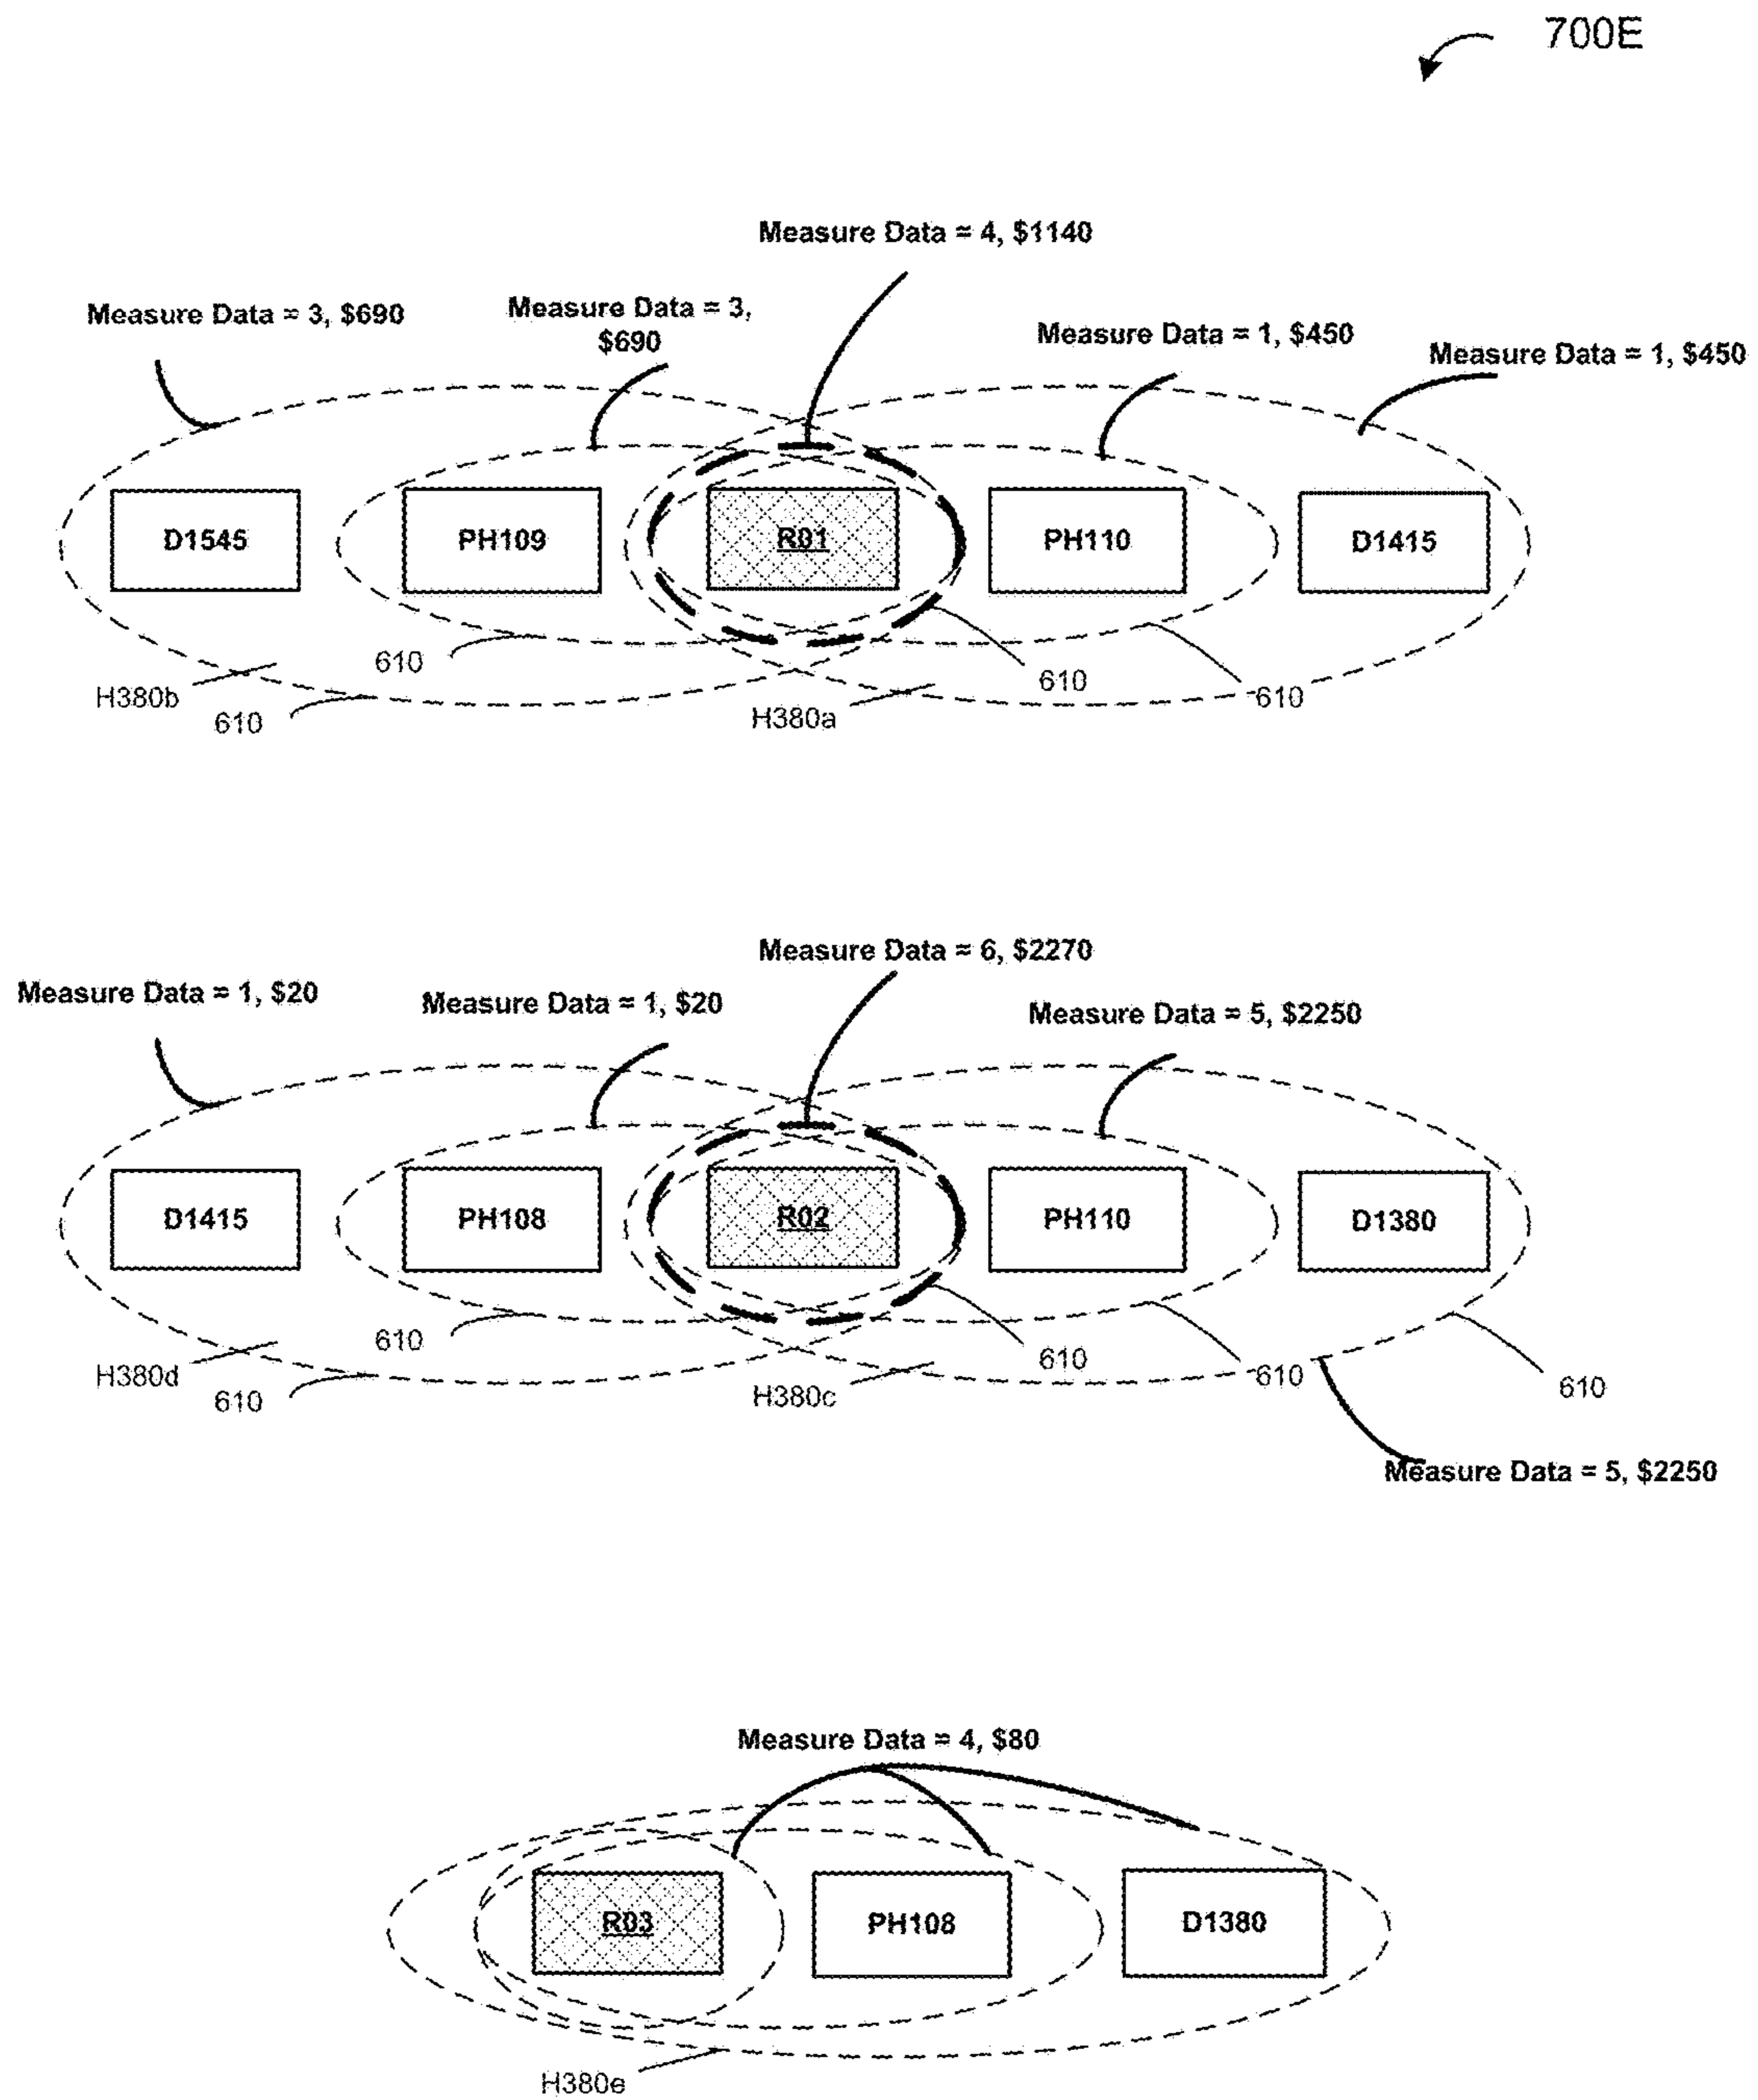 700E
Measure Data = 4, $1140
Measure Data = 3, $690
Measure Data = 3,
$690
Measure Data = 1, $450
Measure Data = 1, $450
D1545
PH109
R01
PH110
D1415
610
H380b
610
610
H380a
610
Measure Data = 6, $2270
Measure Data = 1, $20
Measure Data = 1, $20
Measure Data = 5, $2250
D1415
PH108
R02
PH110
D1380
610
H380d
610
610
H380c
610
610
Measure Data = 5, $2250
Measure Data = 4, $80
R03
PH108
D1380
H380e